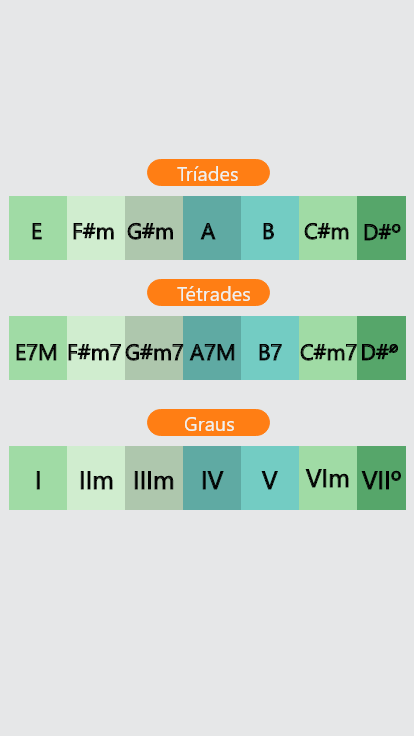 Tríades
E F#m G#m A B C#m D#º
Tétrades
E7M F#m7 G#m7 A7M B7 C#m7 D#ø
Graus
I IIm IIIm IV V VIm VIIº